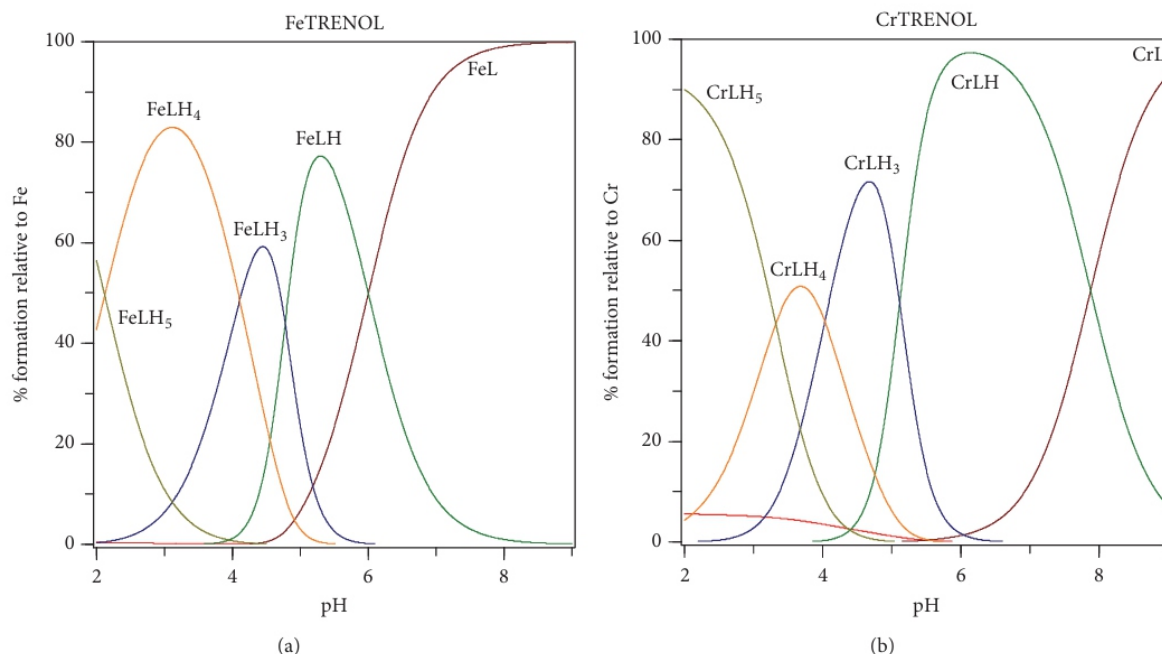 FeTRENOL
100
80
60
40
20
0
2
4
6
8
% formation relative to Fe
pH
FeLH₅
FeLH₄
FeLH₃
FeLH
FeL
(a)
CrTRENOL
100
80
60
40
20
0
2
4
6
8
% formation relative to Cr
pH
CrLH₅
CrLH₄
CrLH₃
CrLH
CrL
(b)